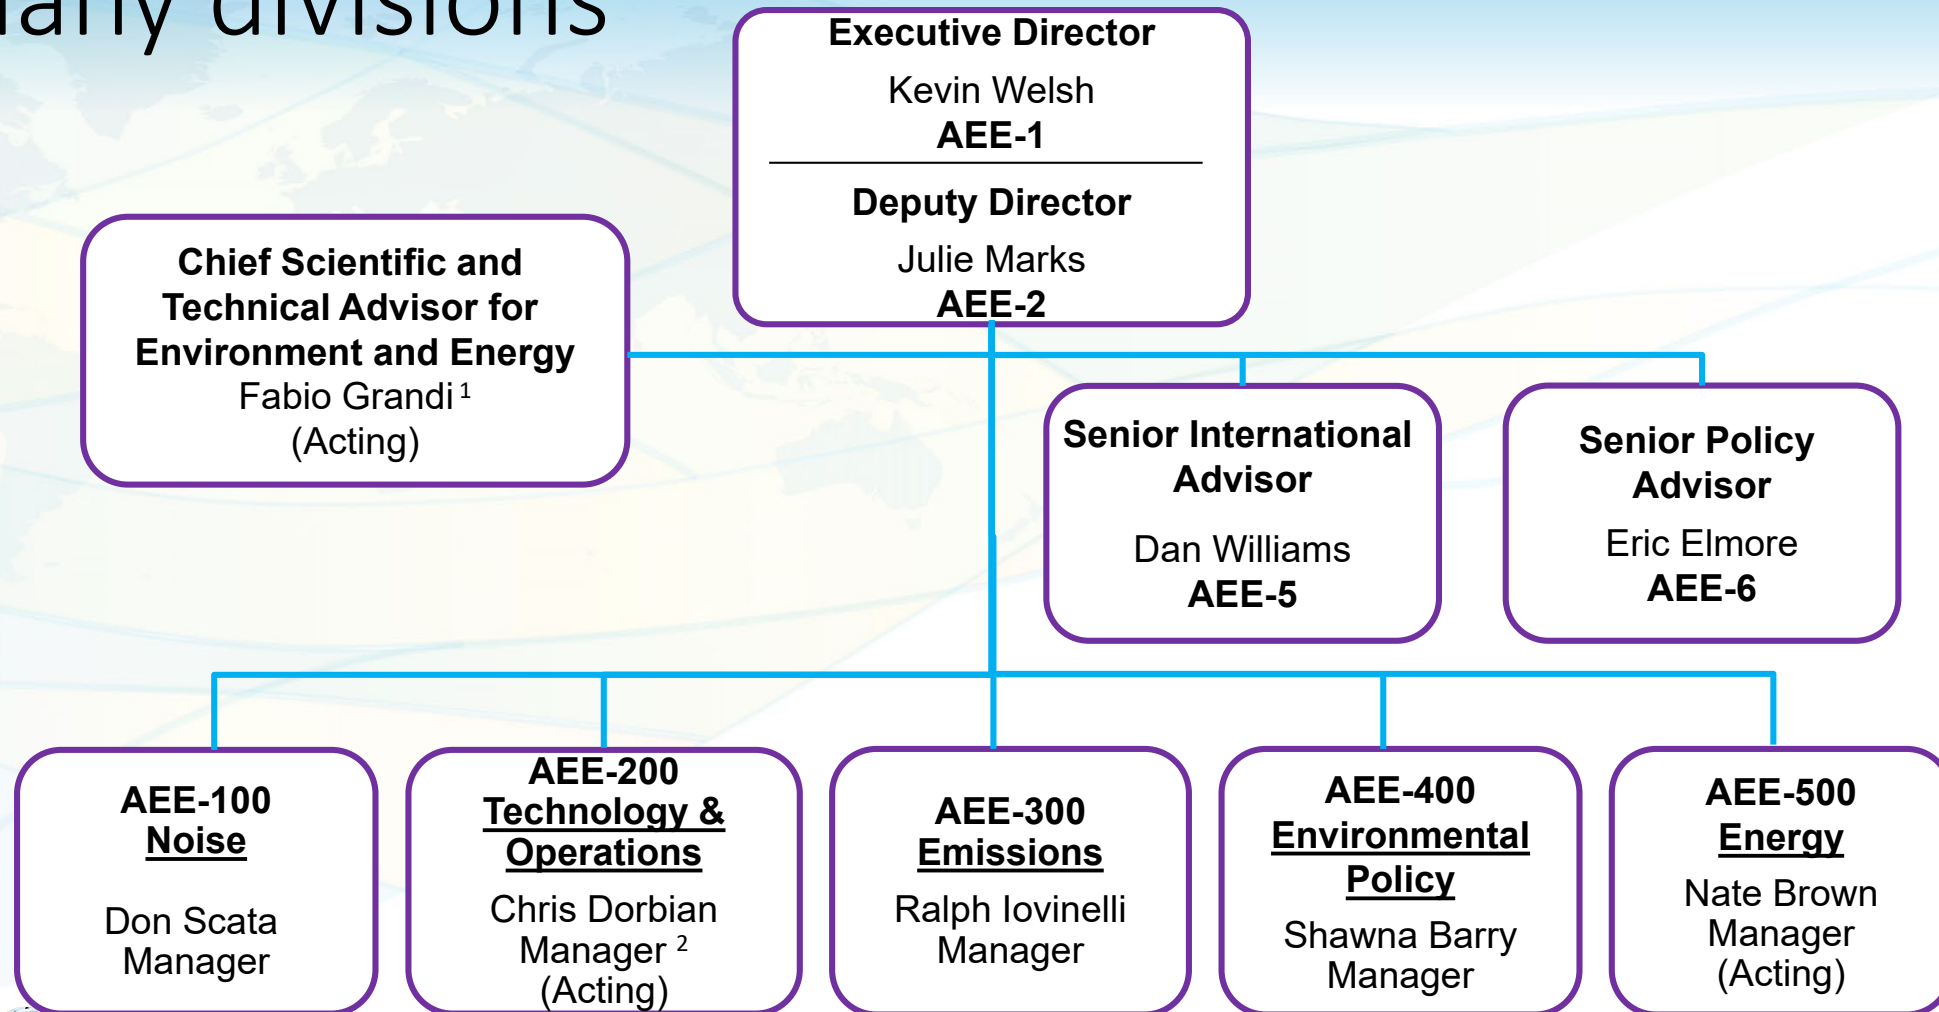 any divisions
Executive Director
Kevin Welsh
AEE-1
Deputy Director
Julie Marks
AEE-2
Chief Scientific and
Technical Advisor for
Environment and Energy
Fabio Grandi 1
(Acting)
Senior International
Advisor
Dan Williams
AEE-5
Senior Policy
Advisor
Eric Elmore
AEE-6
AEE-100
Noise
Don Scata
Manager
AEE-200
Technology &
Operations
Chris Dorbian
Manager 2
(Acting)
AEE-300
Emissions
Ralph Iovinelli
Manager
AEE-400
Environmental
Policy
Shawna Barry
Manager
AEE-500
Energy
Nate Brown
Manager
(Acting)